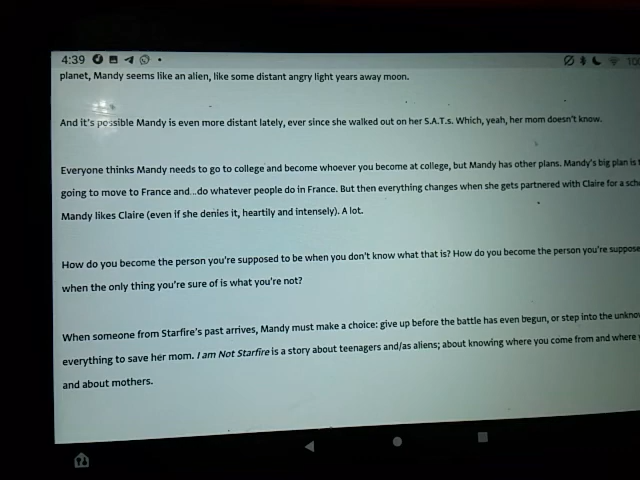 4:39
planet, Mandy seems like an alien, like some distant angry light years away moon.
And it's possible Mandy is even more distant lately, ever since she walked out on her S.A.T.s. Which, yeah, her mom doesn't know.
Everyone thinks Mandy needs to go to college and become whoever you become at college, but Mandy has other plans. Mandy's big plan is
going to move to France and...do whatever people do in France. But then everything changes when she gets partnered with Claire for a
Mandy likes Claire (even if she denies it, heartily and intensely). A lot.
How do you become the person you're supposed to be when you don't know what that is? How do you become the person you're
when the only thing you're sure of is what you're not?
When someone from Starfire's past arrives, Mandy must make a choice: give up before the battle has even begun, or step into the
everything to save her mom. I am Not Starfire is a story about teenagers and/as aliens; about knowing where you come from and where
and about mothers.